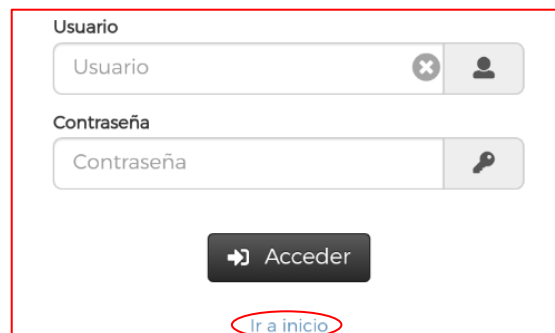 Usuario
Usuario
Contraseña
Contraseña
Acceder
Ir a inicio